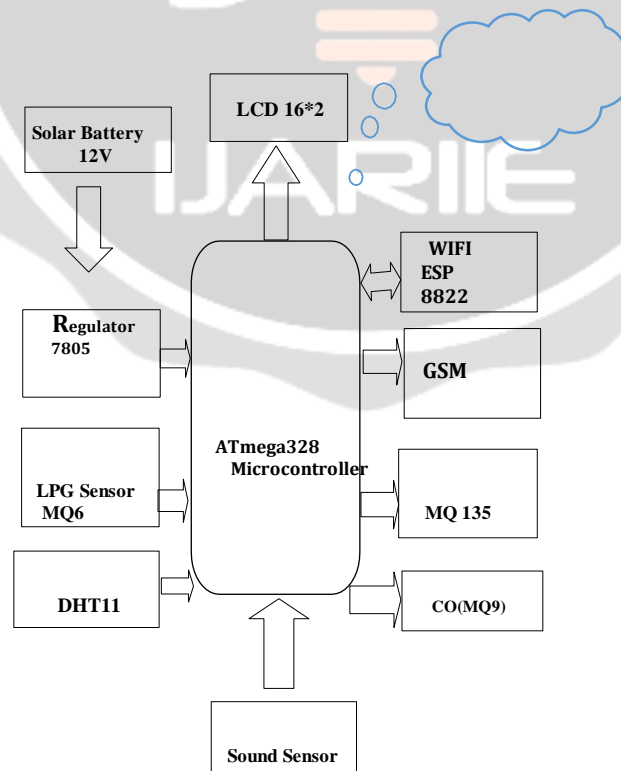 LCD 16*2
Solar Battery
12V
IJARIIE
WIFI
ESP
8822
Regulator
7805
GSM
ATmega328
Microcontroller
LPG Sensor
MQ6
MQ 135
DHT11
CO(MQ9)
Sound Sensor